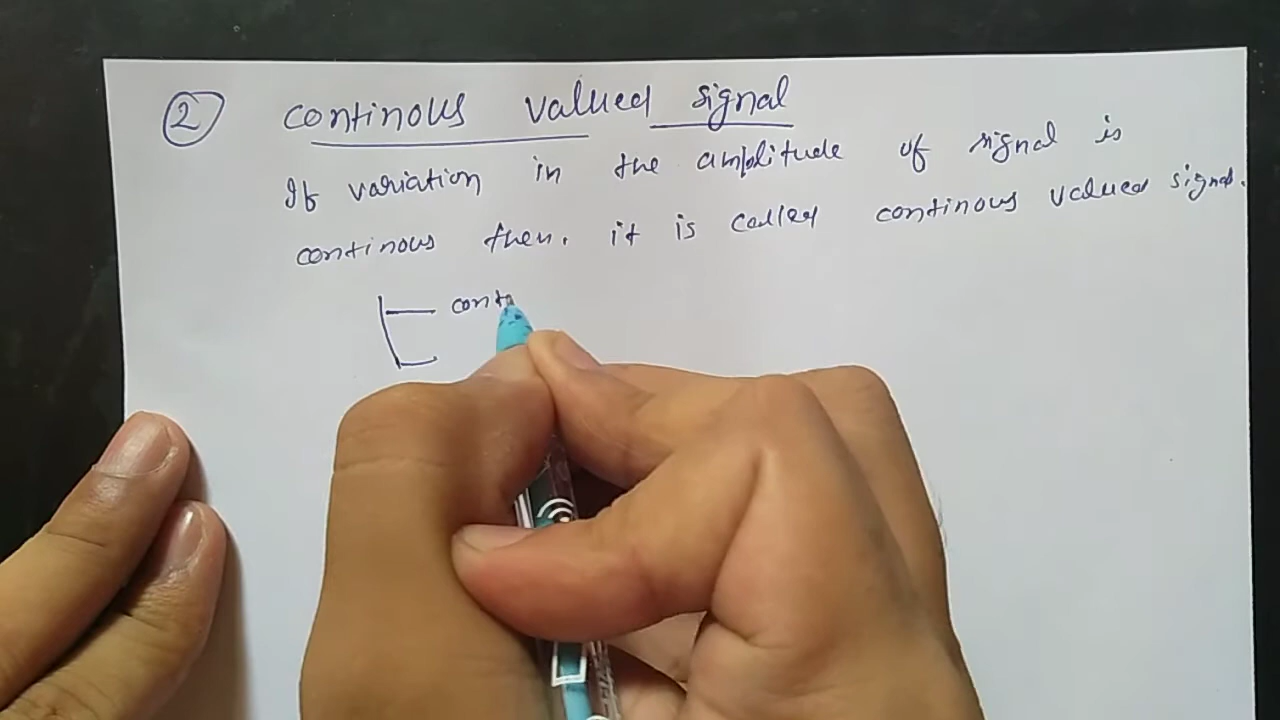 2 continous valued signal
If variation in the amplitude of signal is
continous then. it is called continous valued signal.
cont